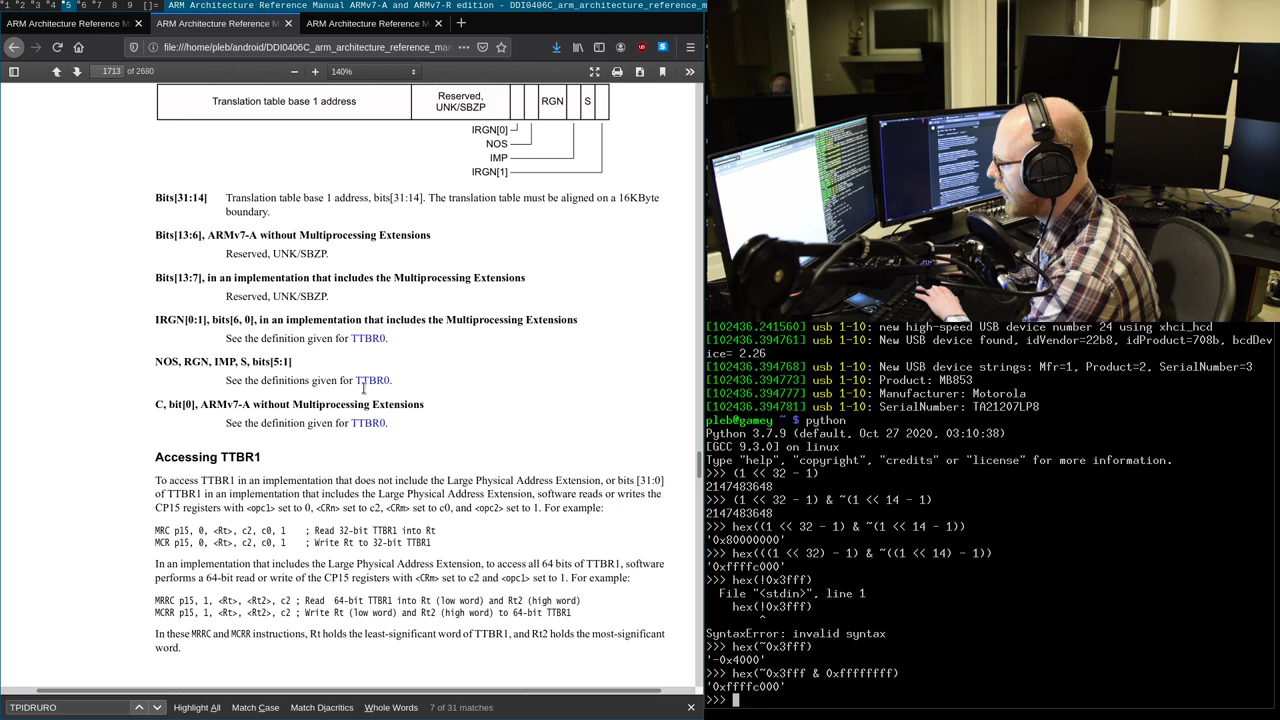 1 2 3 4 5 6 7 8 9 []= ARM Architecture Reference Manual ARMv7-A and ARMv7-R edition - DDI0406C_arm_architecture_reference_m
ARM Architecture Reference M
ARM Architecture Reference M
ARM Architecture Reference M
file:///home/pleb/android/DDI0406C_arm_architecture_reference_ma
1713 of 2680
140%
Translation table base 1 address
Reserved,
UNK/SBZP
RGN
S
IRGN[0]
NOS
IMP
IRGN[1]
Bits[31:14] Translation table base 1 address, bits[31:14]. The translation table must be aligned on a 16KByte
boundary.
Bits[13:6], ARMv7-A without Multiprocessing Extensions
Reserved, UNK/SBZP.
Bits[13:7], in an implementation that includes the Multiprocessing Extensions
Reserved, UNK/SBZP.
IRGN[0:1], bits[6, 0], in an implementation that includes the Multiprocessing Extensions
See the definition given for TTBR0.
NOS, RGN, IMP, S, bits[5:1]
See the definitions given for TTBR0.
C, bit[0], ARMv7-A without Multiprocessing Extensions
See the definition given for TTBR0.
Accessing TTBR1
To access TTBR1 in an implementation that does not include the Large Physical Address Extension, or bits [31:0]
of TTBR1 in an implementation that includes the Large Physical Address Extension, software reads or writes the
CP15 registers with <opc1> set to 0, <CRn> set to c2, <CRm> set to c0, and <opc2> set to 1. For example:
MRC p15, 0, <Rt>, c2, c0, 1 ; Read 32-bit TTBR1 into Rt
MCR p15, 0, <Rt>, c2, c0, 1 ; Write Rt to 32-bit TTBR1
In an implementation that includes the Large Physical Address Extension, to access all 64 bits of TTBR1, software
performs a 64-bit read or write of the CP15 registers with <CRm> set to c2 and <opc1> set to 1. For example:
MRRC p15, 1, <Rt>, <Rt2>, c2 ; Read 64-bit TTBR1 into Rt (low word) and Rt2 (high word)
MCRR p15, 1, <Rt>, <Rt2>, c2 ; Write Rt (low word) and Rt2 (high word) to 64-bit TTBR1
In these MRRC and MCRR instructions, Rt holds the least-significant word of TTBR1, and Rt2 holds the most-significant
word.
TPIDRURO
Highlight All Match Case Match Diacritics Whole Words 7 of 31 matches
[102436.241560] usb 1-10: new high-speed USB device number 24 using xhci_hcd
[102436.394761] usb 1-10: New USB device found, idVendor=22b8, idProduct=708b, bcdDev
ice= 2.26
[102436.394768] usb 1-10: New USB device strings: Mfr=1, Product=2, SerialNumber=3
[102436.394773] usb 1-10: Product: MB853
[102436.394777] usb 1-10: Manufacturer: Motorola
[102436.394781] usb 1-10: SerialNumber: TA21207LP8
pleb@gamey ~ $ python
Python 3.7.9 (default, Oct 27 2020, 03:10:38)
[GCC 9.3.0] on linux
Type "help", "copyright", "credits" or "license" for more information.
>>> (1 << 32 - 1)
2147483648
>>> (1 << 32 - 1) & ~(1 << 14 - 1)
2147483648
>>> hex((1 << 32 - 1) & ~(1 << 14 - 1))
'0x80000000'
>>> hex(((1 << 32) - 1) & ~((1 << 14) - 1))
'0xffffc000'
>>> hex(!0x3fff)
File "<stdin>", line 1
hex(!0x3fff)
^
SyntaxError: invalid syntax
>>> hex(~0x3fff)
'-0x4000'
>>> hex(~0x3fff & 0xffffffff)
'0xffffc000'
>>>